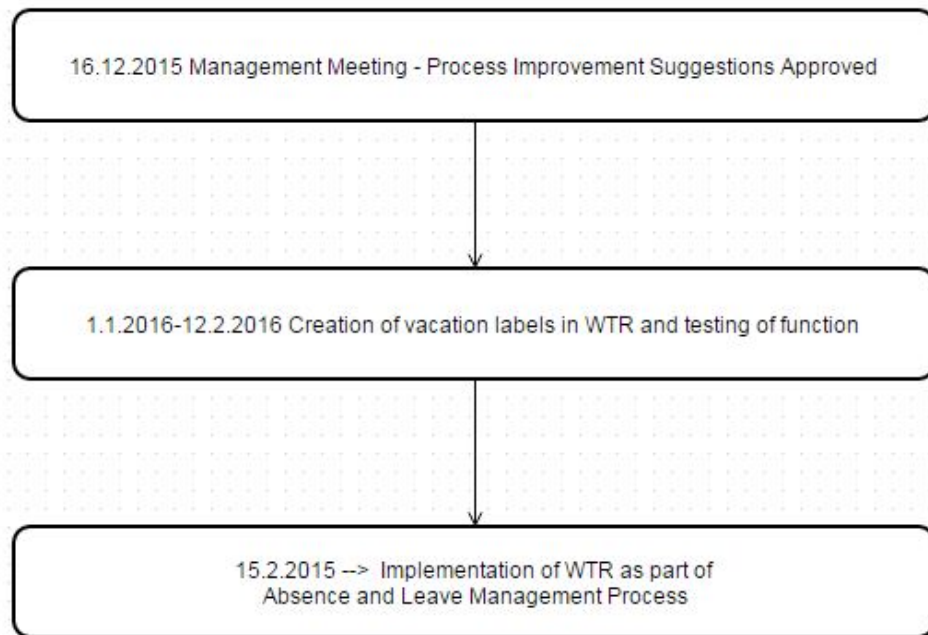 16.12.2015 Management Meeting - Process Improvement Suggestions Approved
1.1.2016-12.2.2016 Creation of vacation labels in WTR and testing of function
15.2.2015 --> Implementation of WTR as part of
Absence and Leave Management Process